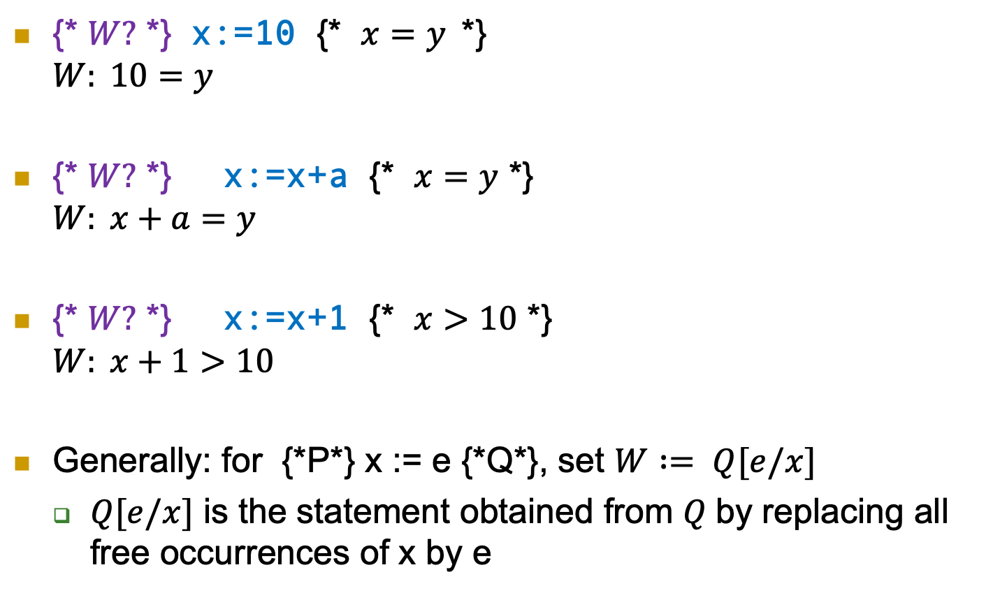 {* W? *} x:=10 {* x = y *}
W: 10 = y
{* W? *} x:=x+a {* x = y *}
W: x + a = y
{* W? *} x:=x+1 {* x > 10 *}
W: x + 1 > 10
Generally: for {*P*} x := e {*Q*}, set W := Q[e/x]
Q[e/x] is the statement obtained from Q by replacing all
free occurrences of x by e